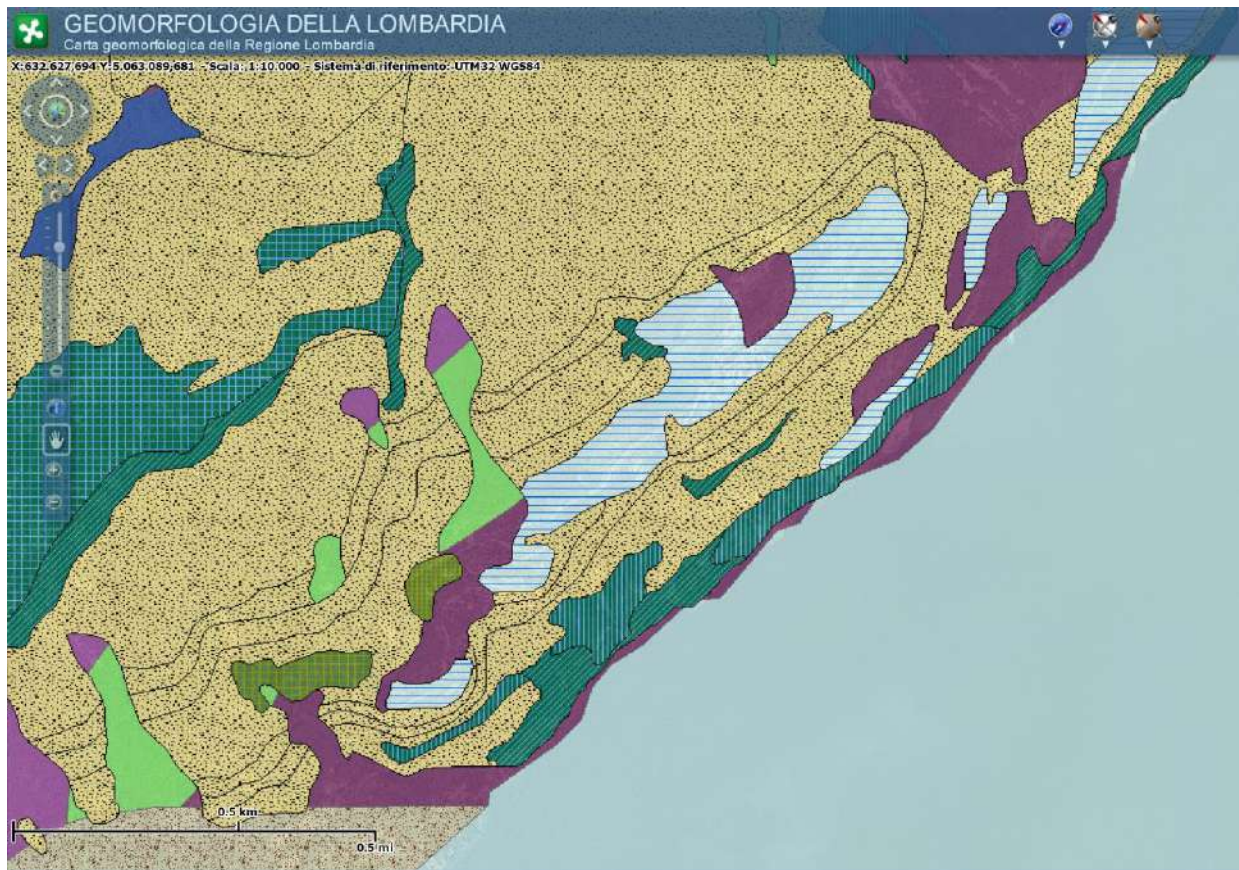 GEOMORFOLOGIA DELLA LOMBARDIA
Carta geomorfologica della Regione Lombardia
X:632.627,694 Y:5.063.089,681 - Scala: 1:10.000 - Sistema di riferimento: UTM32 WGS84
0.5 km
0.5 mi